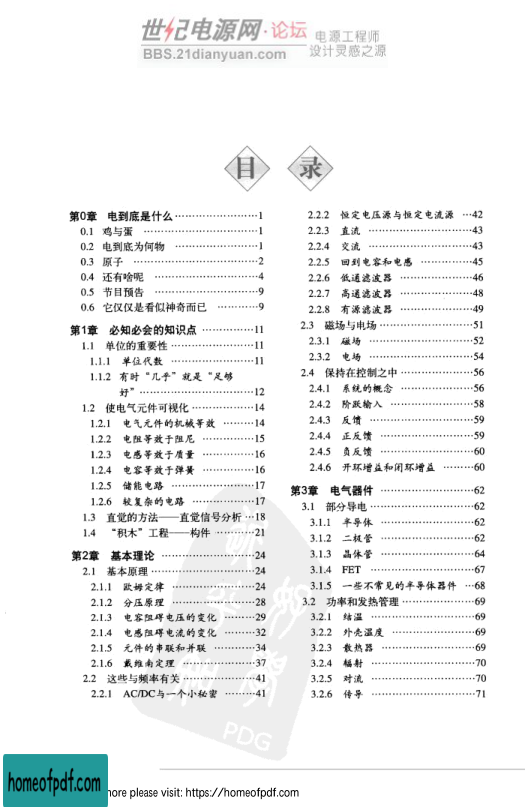 世纪电源网·论坛 电源工程师
BBS.21dianyuan.com 设计灵感之源
目 录
第0章 电到底是什么……………………1
0.1 鸡与蛋……………………………1
0.2 电到底为何物……………………1
0.3 原子………………………………2
0.4 还有啥呢…………………………4
0.5 节目预告…………………………9
0.6 它仅仅是看似神奇而已…………9
第1章 必知必会的知识点……………11
1.1 单位的重要性……………………11
1.1.1 单位代数……………………11
1.1.2 有时“几乎”就是“足够
好”……………………………12
1.2 使电气元件可视化………………14
1.2.1 电气元件的机械等效………14
1.2.2 电阻等效于阻尼……………15
1.2.3 电感等效于质量……………16
1.2.4 电容等效于弹簧……………16
1.2.5 储能电路……………………17
1.2.6 较复杂的电路………………17
1.3 直觉的方法——直觉信号分析…18
1.4 “积木”工程——构件…………21
第2章 基本理论………………………24
2.1 基本原理…………………………24
2.1.1 欧姆定律……………………24
2.1.2 分压原理……………………28
2.1.3 电容阻碍电压的变化………29
2.1.4 电感阻碍电流的变化………32
2.1.5 元件的串联和并联…………34
2.1.6 戴维南定理…………………37
2.2 这些与频率有关…………………41
2.2.1 AC/DC与一个小秘密………41
2.2.2 恒定电压源与恒定电流源…42
2.2.3 直流…………………………43
2.2.4 交流…………………………43
2.2.5 回到电容和电感……………45
2.2.6 低通滤波器…………………46
2.2.7 高通滤波器…………………48
2.2.8 有源滤波器…………………49
2.3 磁场与电场………………………51
2.3.1 磁场…………………………52
2.3.2 电场…………………………54
2.4 保持在控制之中…………………56
2.4.1 系统的概念…………………56
2.4.2 阶跃输入……………………58
2.4.3 反馈…………………………59
2.4.4 正反馈………………………59
2.4.5 负反馈………………………60
2.4.6 开环增益和闭环增益………60
第3章 电气器件………………………62
3.1 部分导电…………………………62
3.1.1 半导体………………………62
3.1.2 二极管………………………62
3.1.3 晶体管………………………64
3.1.4 FET…………………………67
3.1.5 一些不常见的半导体器件…68
3.2 功率和发热管理…………………69
3.2.1 结温…………………………69
3.2.2 外壳温度……………………69
3.2.3 散热器………………………69
3.2.4 辐射…………………………70
3.2.5 对流…………………………70
3.2.6 传导…………………………71
PDG
homeofpdf.com
more please visit: https://homeofpdf.com